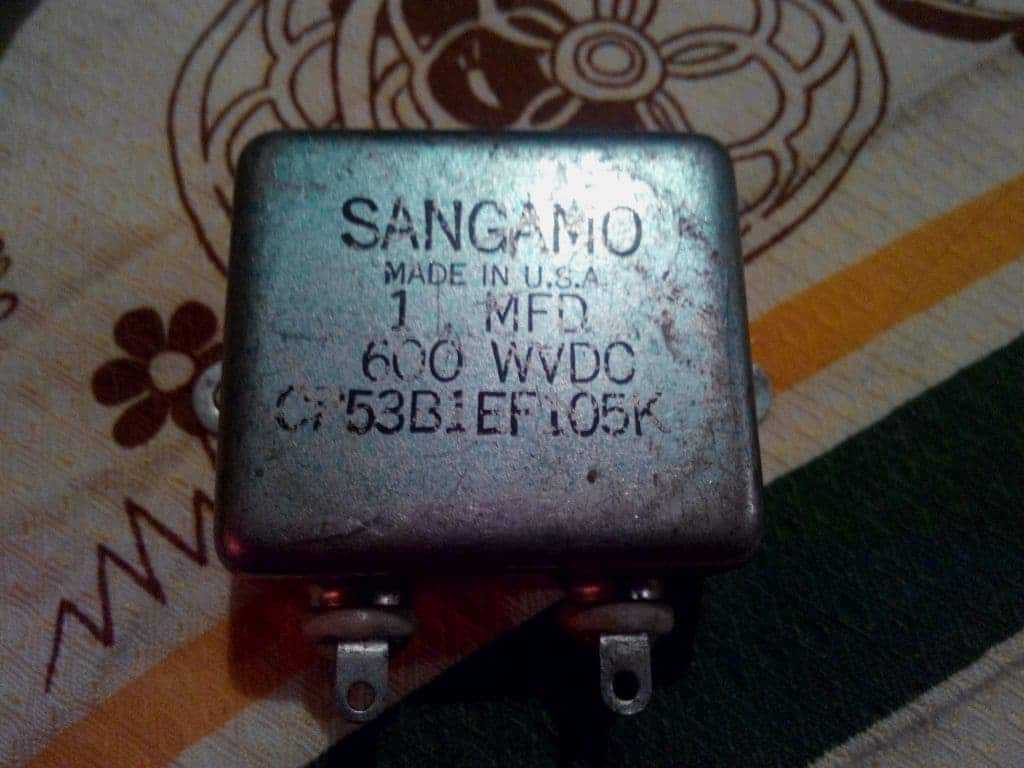 SANGAMO
MADE IN U.S.A.
1 MFD
600 WVDC
CP53B1EF105K